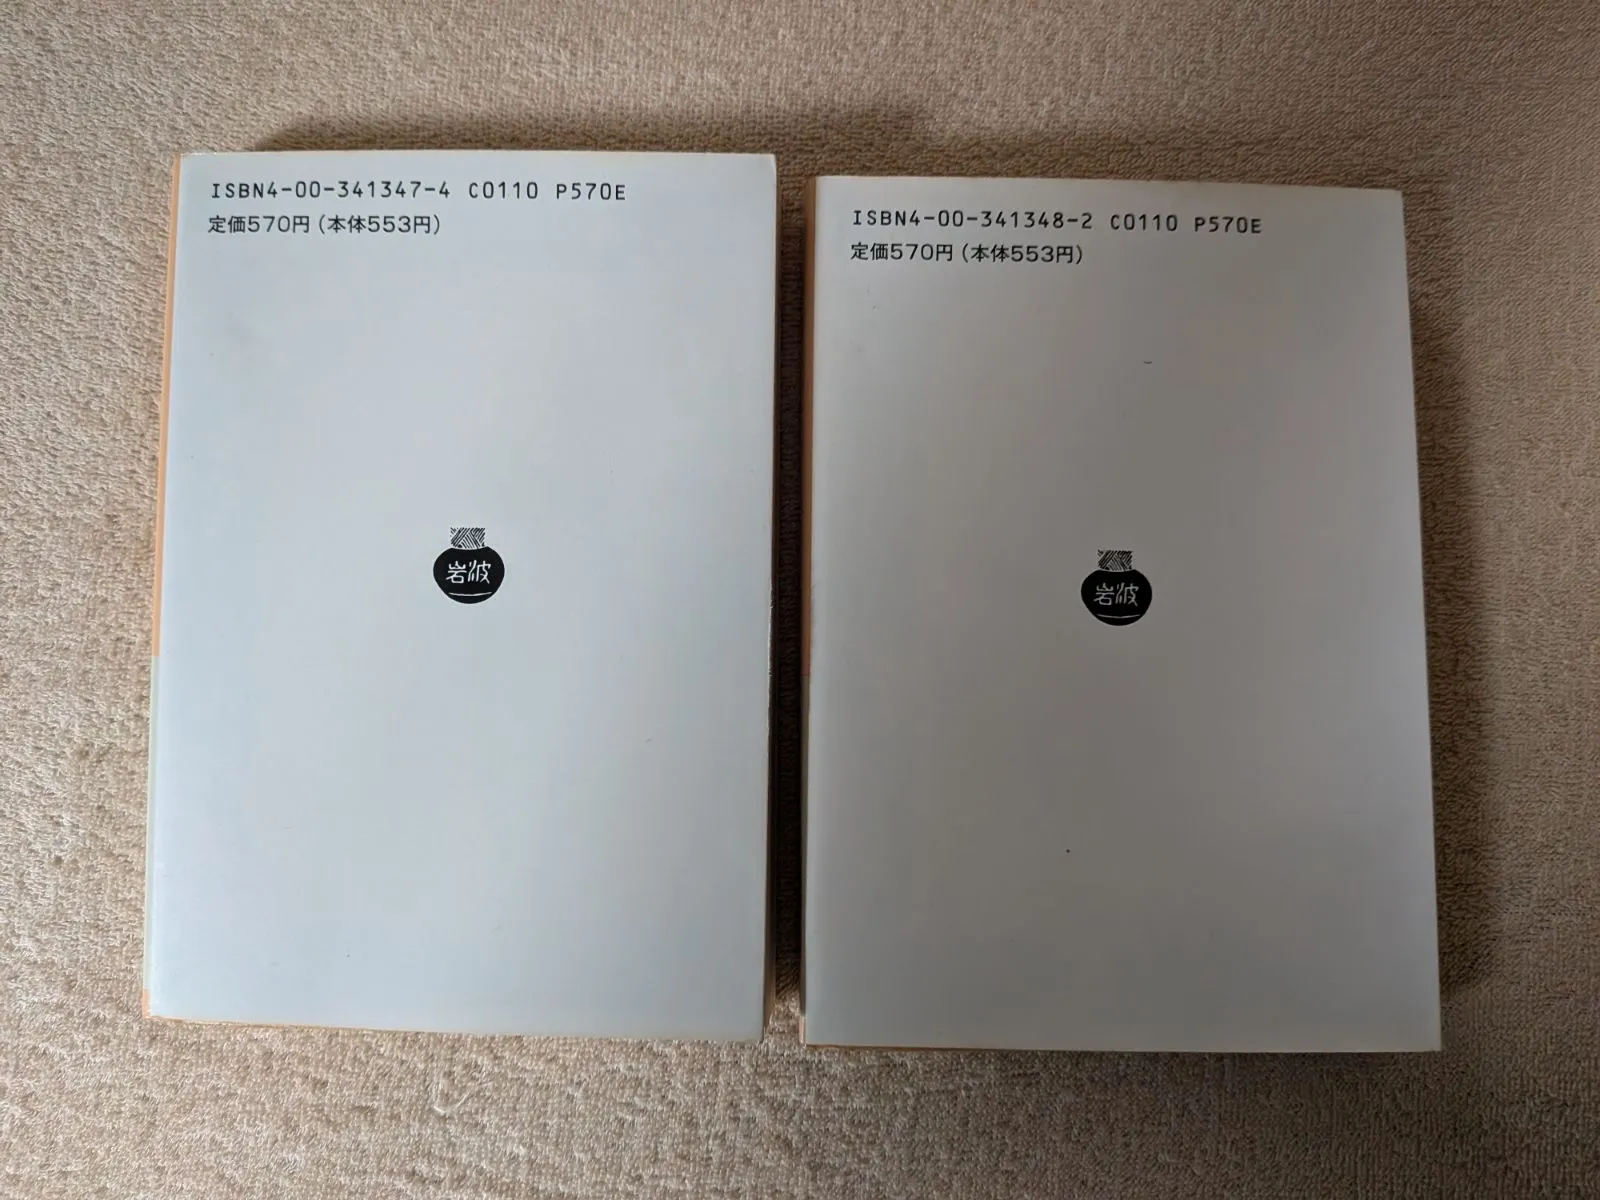 ISBN4-00-341347-4 C0110 P570E
定価570円(本体553円)
岩波
ISBN4-00-341348-2 C0110 P570E
定価570円(本体553円)
岩波